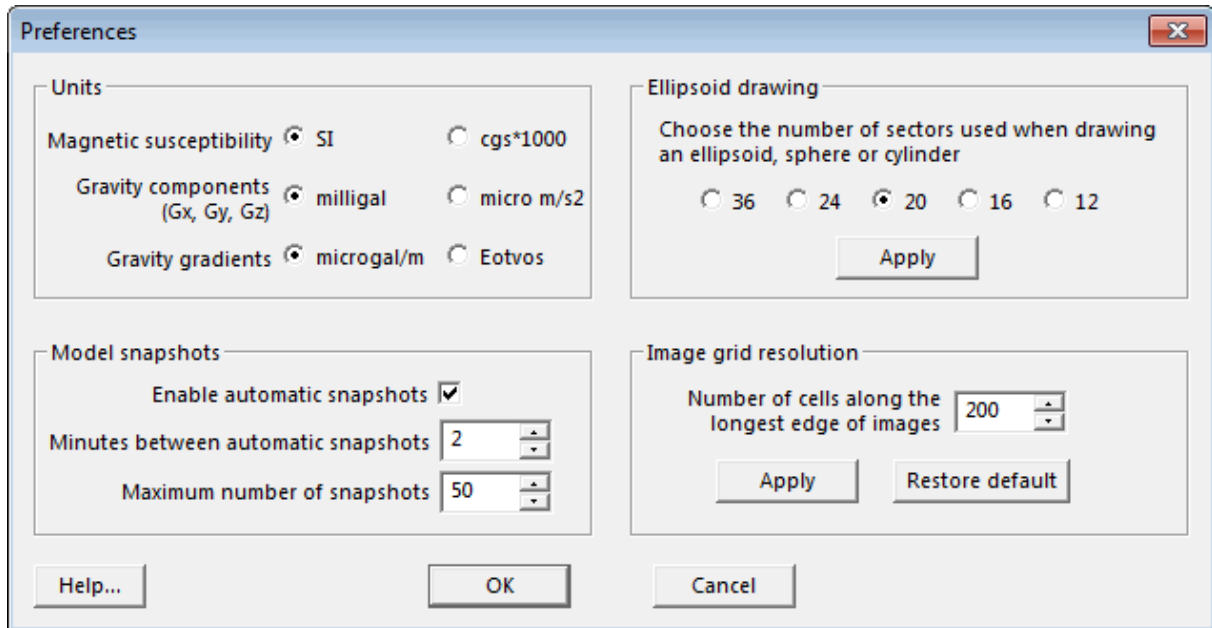 Preferences
Units
Magnetic susceptibility SI cgs*1000
Gravity components
(Gx, Gy, Gz) milligal micro m/s2
Gravity gradients microgal/m Eotvos
Ellipsoid drawing
Choose the number of sectors used when drawing
an ellipsoid, sphere or cylinder
36 24 20 16 12
Apply
Model snapshots
Enable automatic snapshots
Minutes between automatic snapshots 2
Maximum number of snapshots 50
Image grid resolution
Number of cells along the
longest edge of images 200
Apply Restore default
Help... OK Cancel